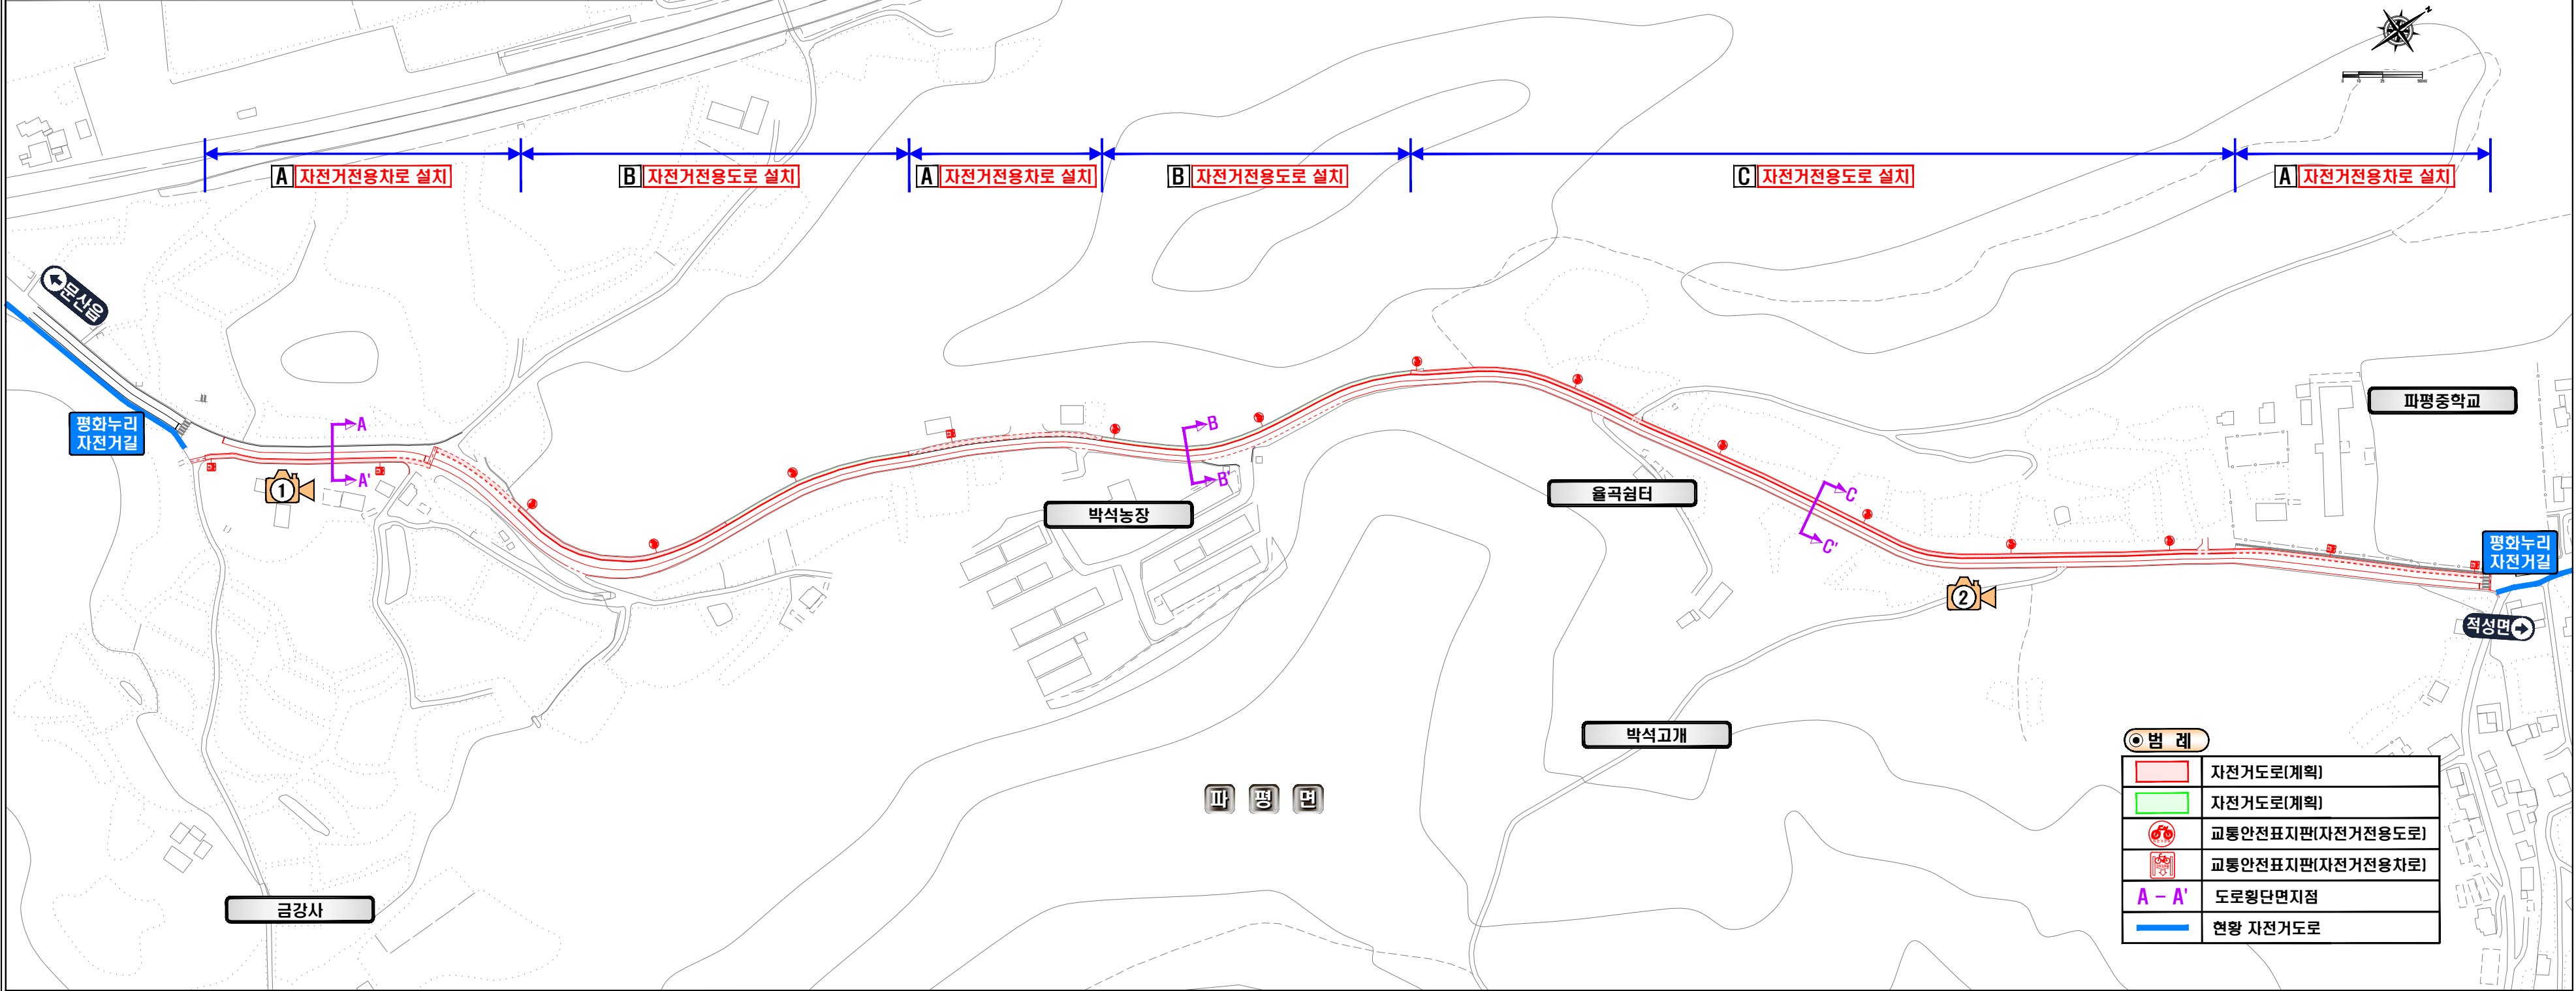 N
A 자전거전용차로 설치
B 자전거전용도로 설치
A 자전거전용차로 설치
B 자전거전용도로 설치
C 자전거전용도로 설치
A 자전거전용차로 설치
문산읍
평화누리
자전거길
A
A'
1
B
B'
박석농장
율곡쉼터
C
C'
2
파평중학교
평화누리
자전거길
적성면
박석고개
파 평 면
금강사
범 례
자전거도로(계획)
자전거도로(계획)
교통안전표지판(자전거전용도로)
교통안전표지판(자전거전용차로)
A - A' 도로횡단면지점
현황 자전거도로